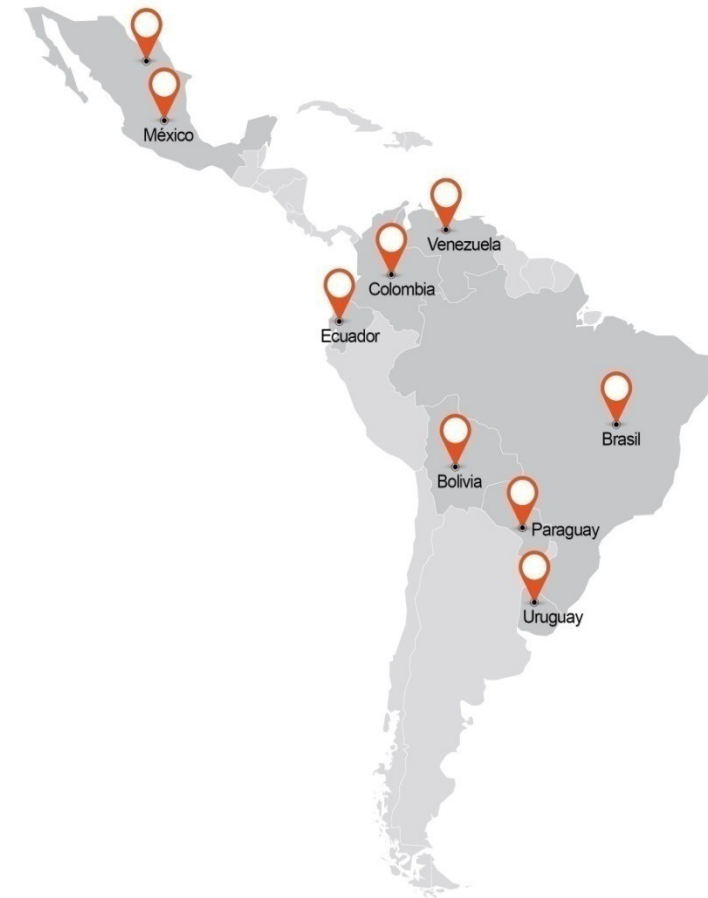 México
Venezuela
Colombia
Ecuador
Brasil
Bolivia
Paraguay
Uruguay